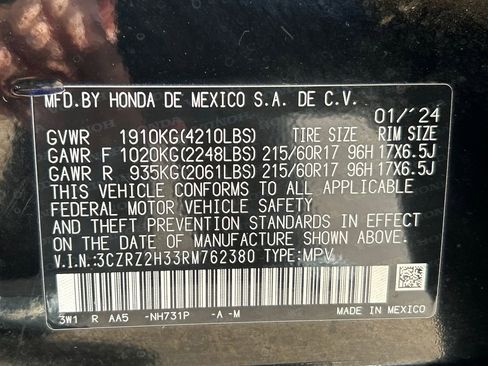 MFD.BY HONDA DE MEXICO S.A. DE C.V.
01/'24
GVWR 1910KG(4210LBS) TIRE SIZE RIM SIZE
GAWR F 1020KG(2248LBS) 215/60R17 96H 17X6.5J
GAWR R 935KG(2061LBS) 215/60R17 96H 17X6.5J
THIS VEHICLE CONFORMS TO ALL APPLICABLE
FEDERAL MOTOR VEHICLE SAFETY
AND THEFT PREVENTION STANDARDS IN EFFECT
ON THE DATE OF MANUFACTURE SHOWN ABOVE.
V.I.N.:3CZRZ2H33RM762380 TYPE:MPV
3W1 R AA5 -NH731P -A -M
MADE IN MEXICO